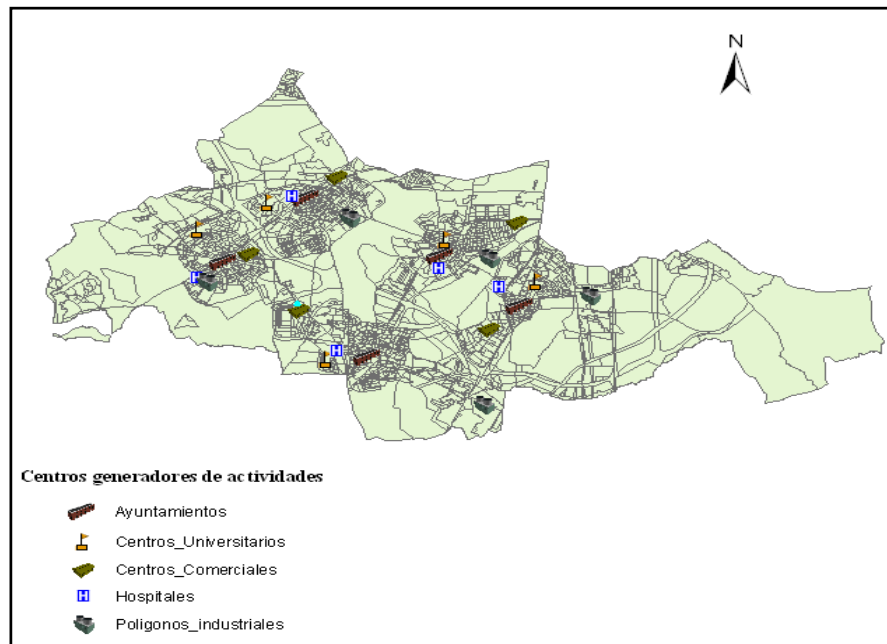 N
Centros generadores de actividades
Ayuntamientos
Centros_Universitarios
Centros_Comerciales
H Hospitales
Poligonos_industriales